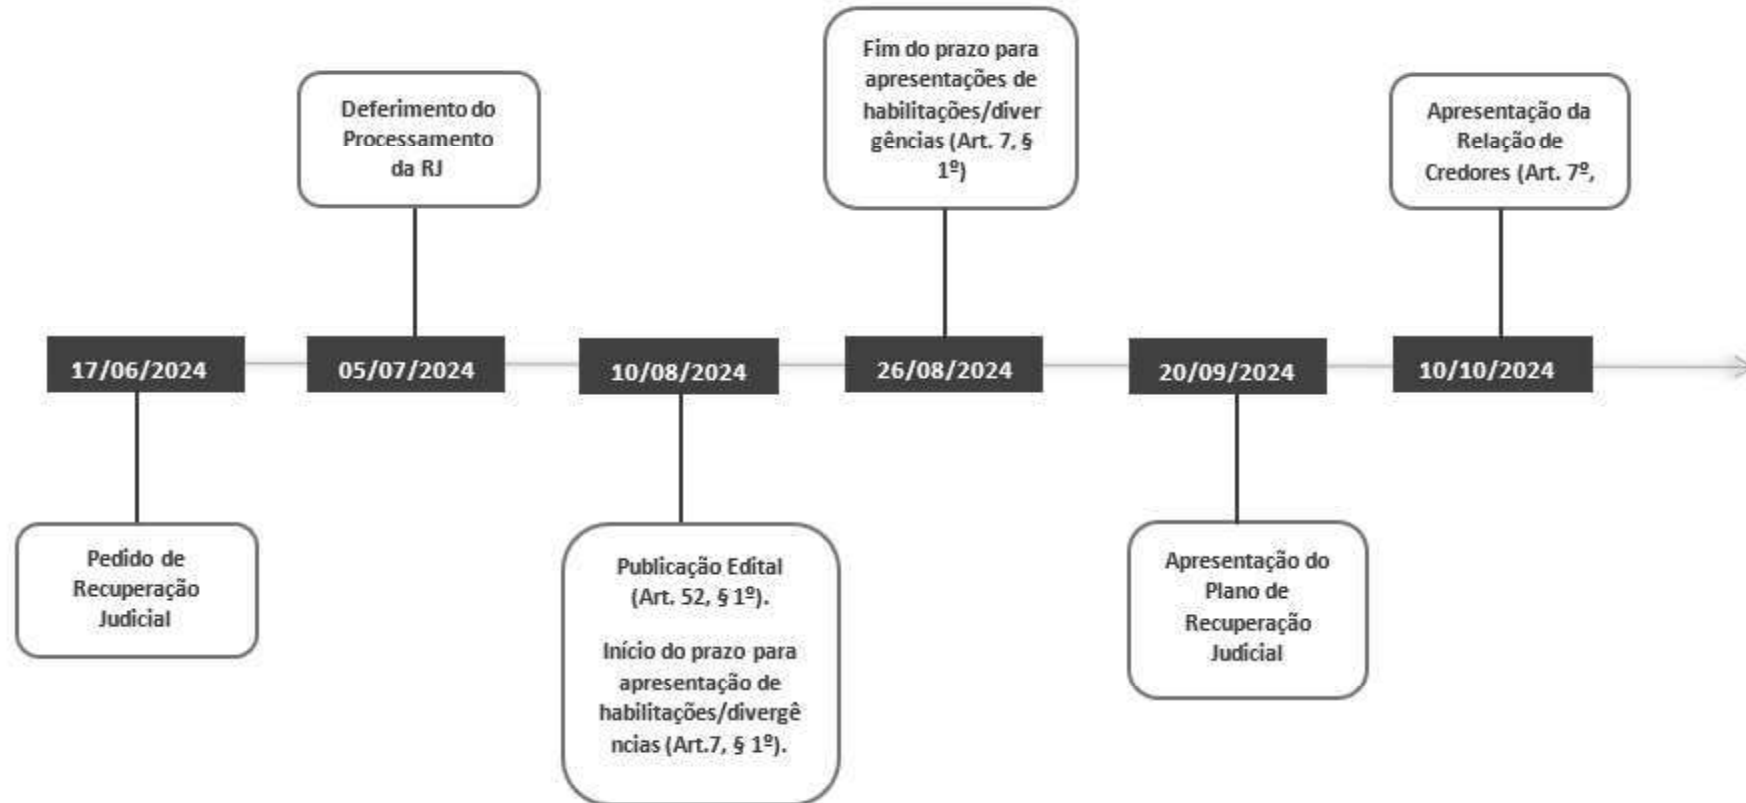 Fim do prazo para
apresentações de
habilitações/diver
gências (Art. 7, §
1º)
Deferimento do
Processamento
da RJ
Apresentação da
Relação de
Credores (Art. 7º,
17/06/2024
05/07/2024
10/08/2024
26/08/2024
20/09/2024
10/10/2024
Pedido de
Recuperação
Judicial
Publicação Edital
(Art. 52, § 1º).
Início do prazo para
apresentação de
habilitações/divergê
ncias (Art.7, § 1º).
Apresentação do
Plano de
Recuperação
Judicial